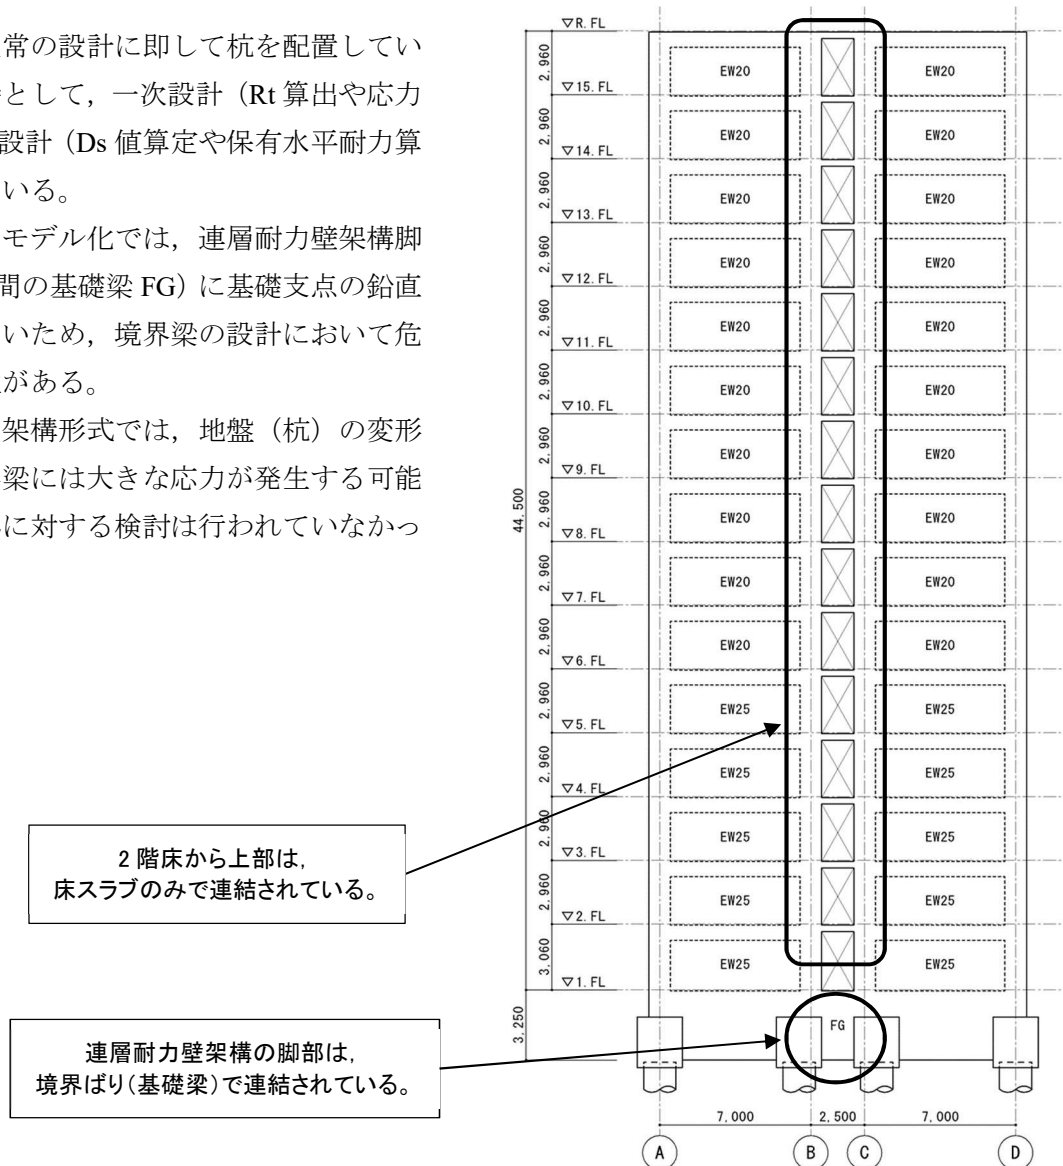 常の設計に即して杭を配置してい
として，一次設計（Rt 算出や応力
設計（Ds 値算定や保有水平耐力算
いる。
モデル化では，連層耐力壁架構脚
間の基礎梁 FG）に基礎支点の鉛直
いため，境界梁の設計において危
がある。
架構形式では，地盤（杭）の変形
梁には大きな応力が発生する可能
に対する検討は行われていなかっ
▽R.FL
2,960
EW20
EW20
▽15.FL
2,960
EW20
EW20
▽14.FL
2,960
EW20
EW20
▽13.FL
2,960
EW20
EW20
▽12.FL
2,960
EW20
EW20
▽11.FL
2,960
EW20
EW20
▽10.FL
2,960
EW20
EW20
▽9.FL
44,500
2,960
EW20
EW20
▽8.FL
2,960
EW20
EW20
▽7.FL
2,960
EW20
EW20
▽6.FL
2,960
EW25
EW25
▽5.FL
2,960
EW25
EW25
▽4.FL
2,960
EW25
EW25
▽3.FL
2,960
EW25
EW25
▽2.FL
3,060
EW25
EW25
▽1.FL
3,250
FG
2 階床から上部は，
床スラブのみで連結されている。
連層耐力壁架構の脚部は，
境界ばり(基礎梁)で連結されている。
7,000 2,500 7,000
A B C D